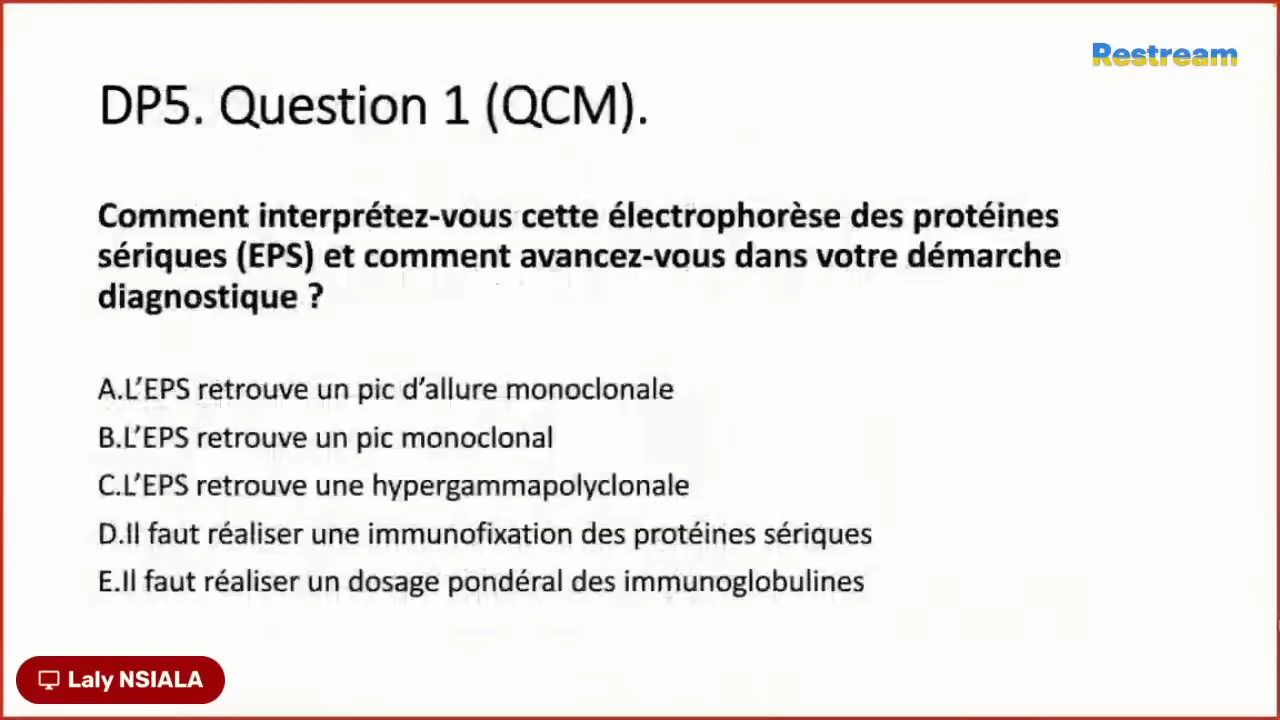 Restream
DP5. Question 1 (QCM).
Comment interprétez-vous cette électrophorèse des protéines
sériques (EPS) et comment avancez-vous dans votre démarche
diagnostique ?
A.L’EPS retrouve un pic d’allure monoclonale
B.L’EPS retrouve un pic monoclonal
C.L’EPS retrouve une hypergammapolyclonale
D.Il faut réaliser une immunofixation des protéines sériques
E.Il faut réaliser un dosage pondéral des immunoglobulines
Laly NSIALA